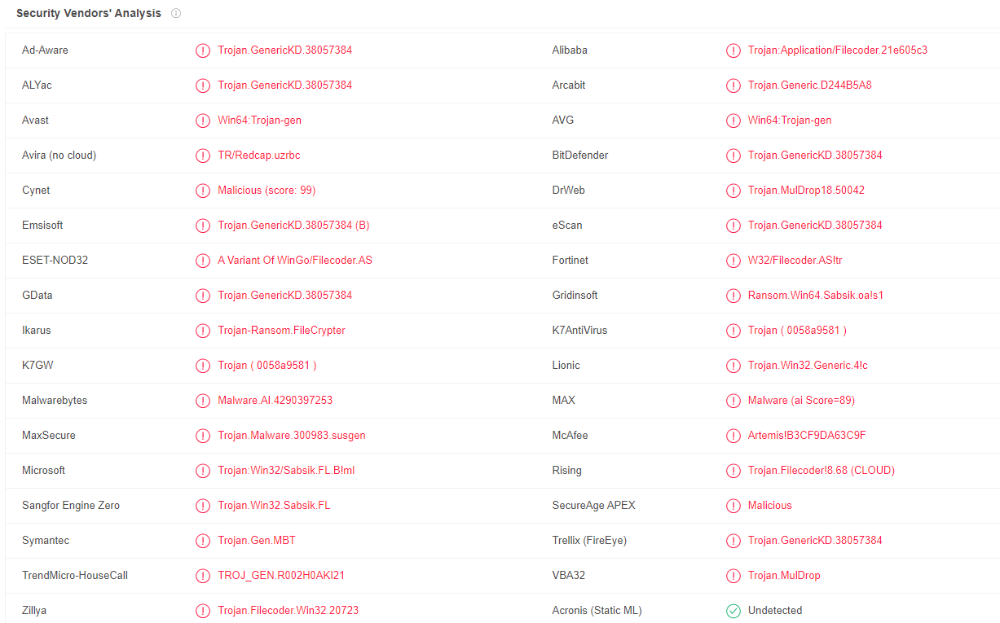 Security Vendors' Analysis
Ad-Aware Trojan.GenericKD.38057384 Alibaba Trojan:Application/Filecoder.21e605c3
ALYac Trojan.GenericKD.38057384 Arcabit Trojan.Generic.D244B5A8
Avast Win64:Trojan-gen AVG Win64:Trojan-gen
Avira (no cloud) TR/Redcap.uzrbc BitDefender Trojan.GenericKD.38057384
Cynet Malicious (score: 99) DrWeb Trojan.MulDrop18.50042
Emsisoft Trojan.GenericKD.38057384 (B) eScan Trojan.GenericKD.38057384
ESET-NOD32 A Variant Of WinGo/Filecoder.AS Fortinet W32/Filecoder.AS!tr
GData Trojan.GenericKD.38057384 Gridinsoft Ransom.Win64.Sabsik.oa!s1
Ikarus Trojan-Ransom.FileCrypter K7AntiVirus Trojan ( 0058a9581 )
K7GW Trojan ( 0058a9581 ) Lionic Trojan.Win32.Generic.4!c
Malwarebytes Malware.AI.4290397253 MAX Malware (ai Score=89)
MaxSecure Trojan.Malware.300983.susgen McAfee Artemis!B3CF9DA63C9F
Microsoft Trojan:Win32/Sabsik.FL.B!ml Rising Trojan.Filecoder!8.68 (CLOUD)
Sangfor Engine Zero Trojan.Win32.Sabsik.FL SecureAge APEX Malicious
Symantec Trojan.Gen.MBT Trellix (FireEye) Trojan.GenericKD.38057384
TrendMicro-HouseCall TROJ_GEN.R002H0AKI21 VBA32 Trojan.MulDrop
Zillya Trojan.Filecoder.Win32.20723 Acronis (Static ML) Undetected